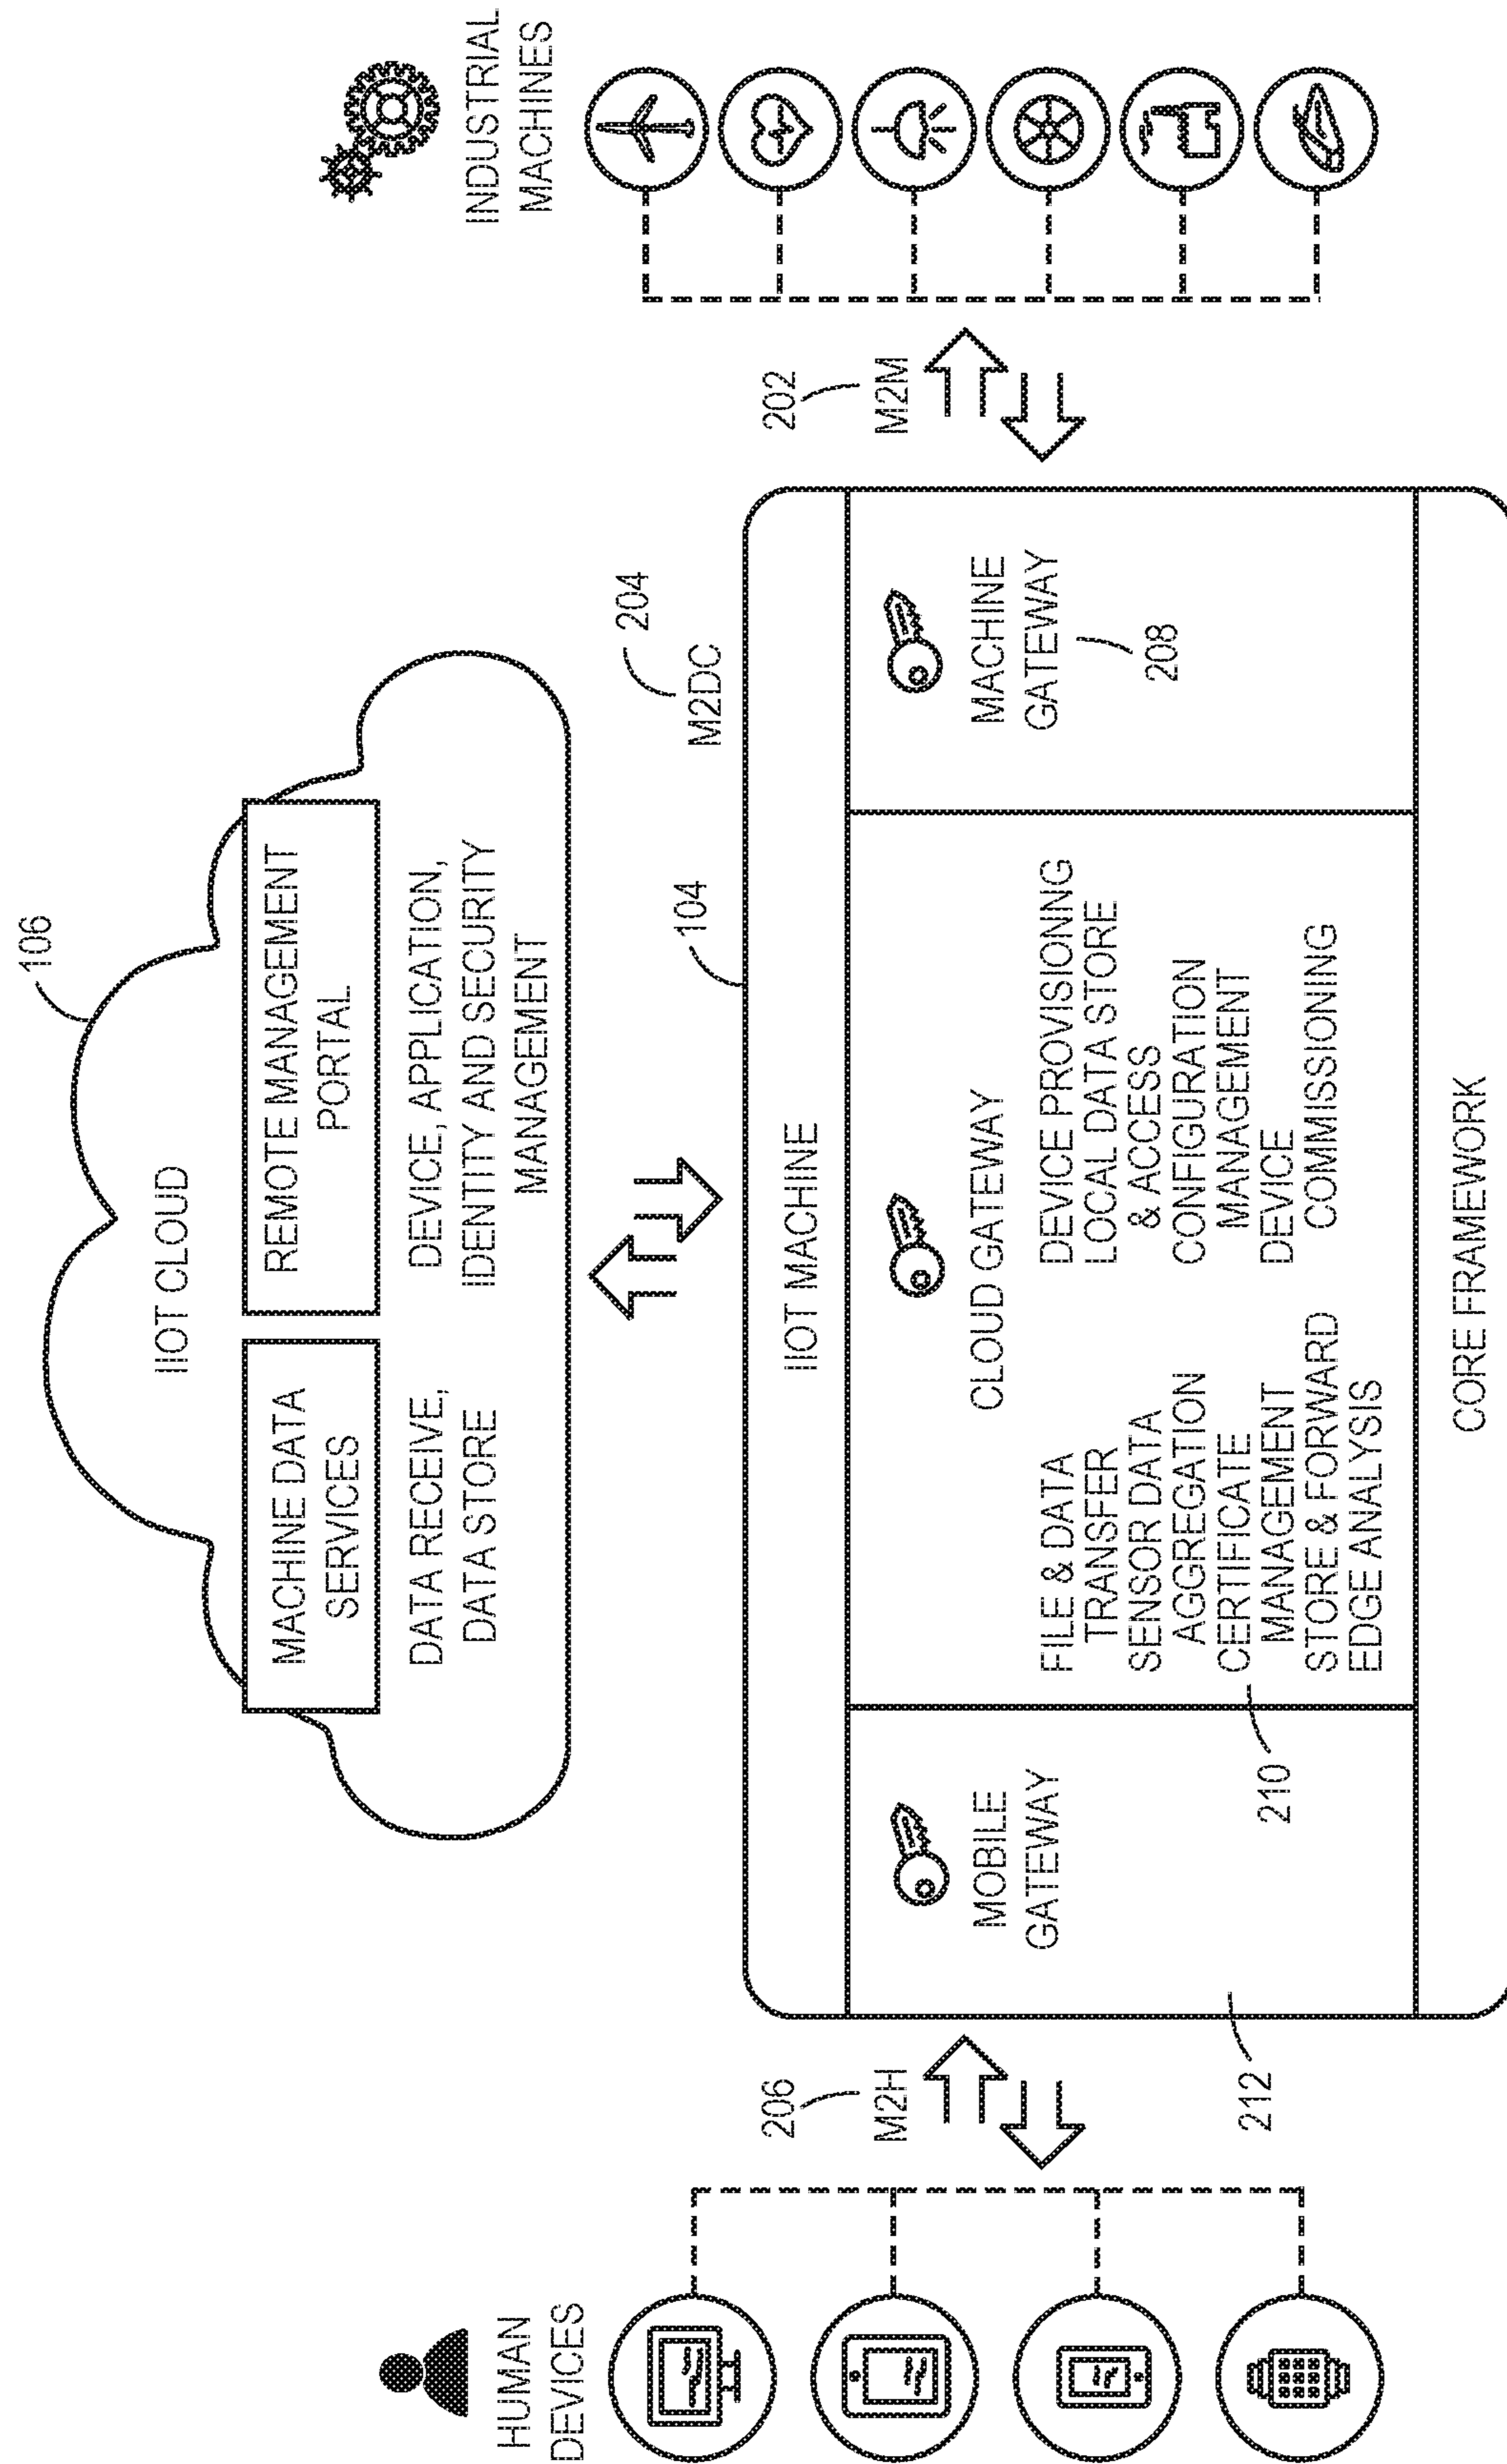 106
IIOT CLOUD
MACHINE DATA
SERVICES
DATA RECEIVE,
DATA STORE
REMOTE MANAGEMENT
PORTAL
DEVICE, APPLICATION,
IDENTITY AND SECURITY
MANAGEMENT
HUMAN
DEVICES
206
M2H
212
104
204
M2DC
IIOT MACHINE
MOBILE
GATEWAY
210
CLOUD GATEWAY
FILE & DATA
TRANSFER
SENSOR DATA
AGGREGATION
CERTIFICATE
MANAGEMENT
STORE & FORWARD
EDGE ANALYSIS
DEVICE PROVISIONING
LOCAL DATA STORE
& ACCESS
CONFIGURATION
MANAGEMENT
DEVICE
COMMISSIONING
MACHINE
GATEWAY
208
CORE FRAMEWORK
202
M2M
INDUSTRIAL
MACHINES